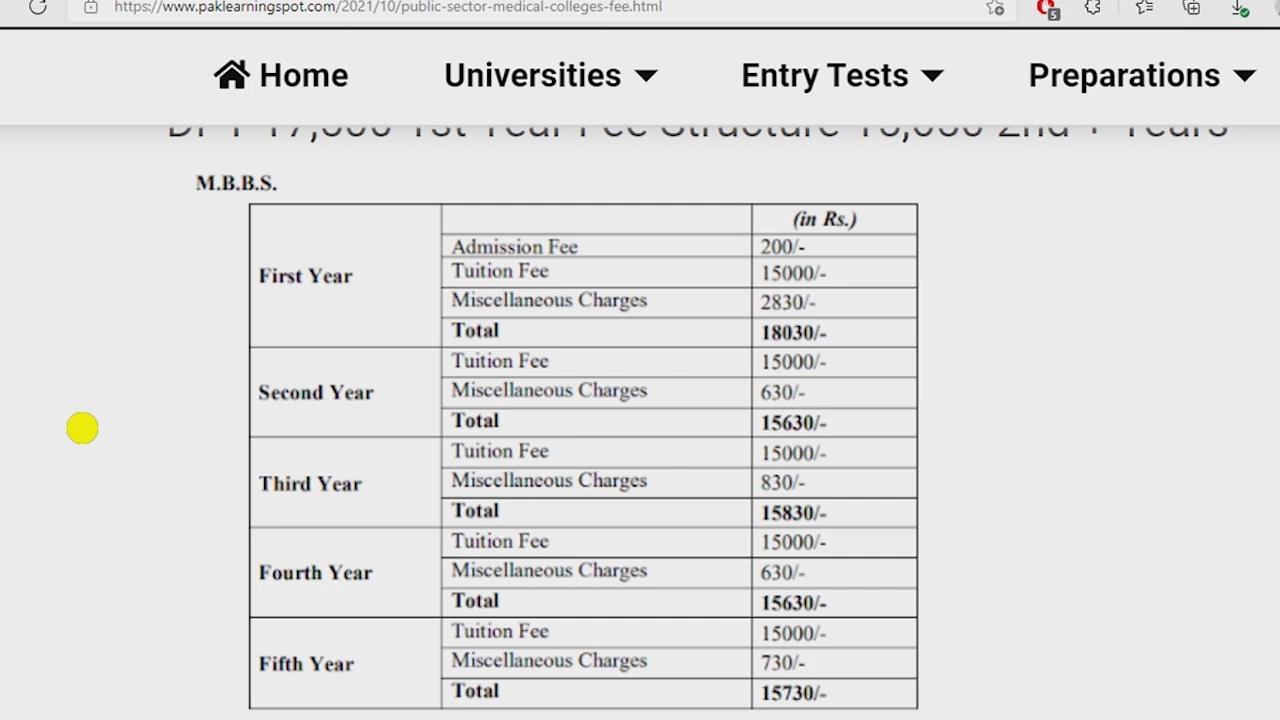 https://www.paklearningspot.com/2021/10/public-sector-medical-colleges-fee.html
5
Home Universities Entry Tests Preparations
M.B.B.S.
(in Rs.)
First Year
Admission Fee 200/-
Tuition Fee 15000/-
Miscellaneous Charges 2830/-
Total 18030/-
Second Year
Tuition Fee 15000/-
Miscellaneous Charges 630/-
Total 15630/-
Third Year
Tuition Fee 15000/-
Miscellaneous Charges 830/-
Total 15830/-
Fourth Year
Tuition Fee 15000/-
Miscellaneous Charges 630/-
Total 15630/-
Fifth Year
Tuition Fee 15000/-
Miscellaneous Charges 730/-
Total 15730/-